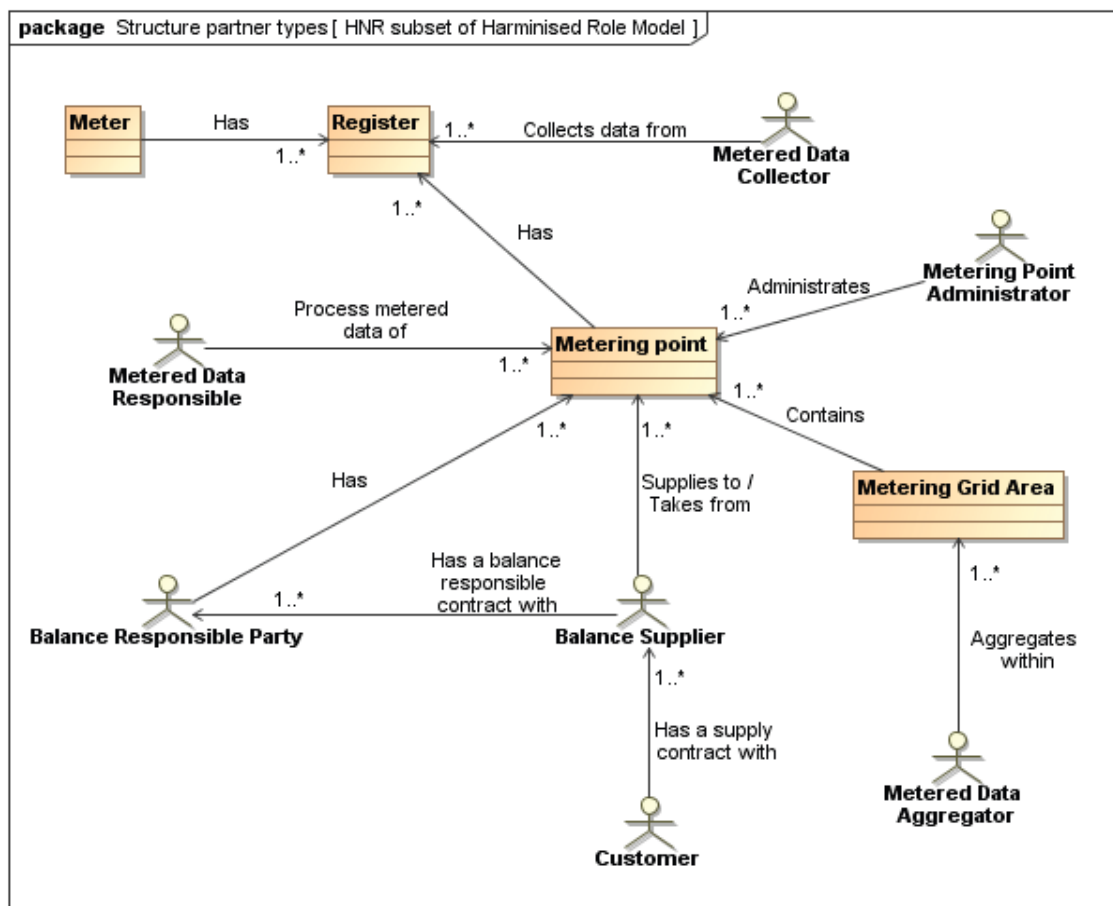 package Structure partner types [ HNR subset of Harminised Role Model ]
Meter
Has
1..*
Register
1..*
Collects data from
Metered Data
Collector
1..*
Has
Metering Point
Administrator
Administrates
1..*
Process metered
data of
1..*
Metered Data
Responsible
Metering point
1..*
Contains
1..*
1..*
Has
Supplies to /
Takes from
Metering Grid Area
1..*
Has a balance
responsible
contract with
1..*
Balance Responsible Party
Balance Supplier
1..*
Aggregates
within
Has a supply
contract with
Metered Data
Aggregator
Customer